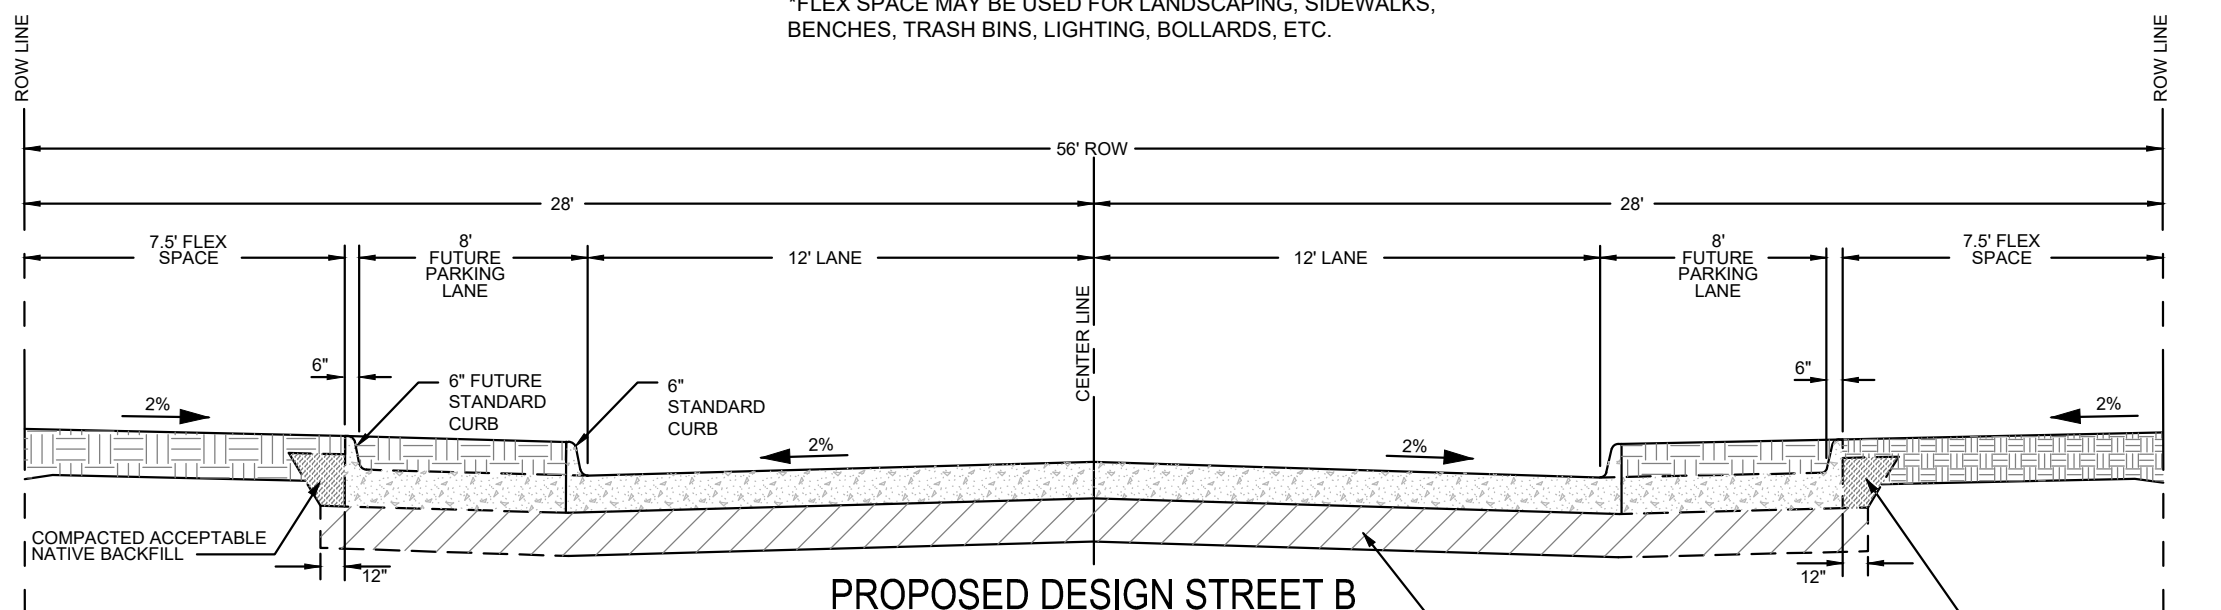 *FLEX SPACE MAY BE USED FOR LANDSCAPING, SIDEWALKS,
BENCHES, TRASH BINS, LIGHTING, BOLLARDS, ETC.
ROW LINE
ROW LINE
56' ROW
28'
28'
7.5' FLEX
SPACE
8'
FUTURE
PARKING
LANE
12' LANE
12' LANE
8'
FUTURE
PARKING
LANE
7.5' FLEX
SPACE
CENTER LINE
6"
6" FUTURE
STANDARD
CURB
6"
STANDARD
CURB
6"
2%
2%
2%
2%
COMPACTED ACCEPTABLE
NATIVE BACKFILL
12"
12"
PROPOSED DESIGN STREET B